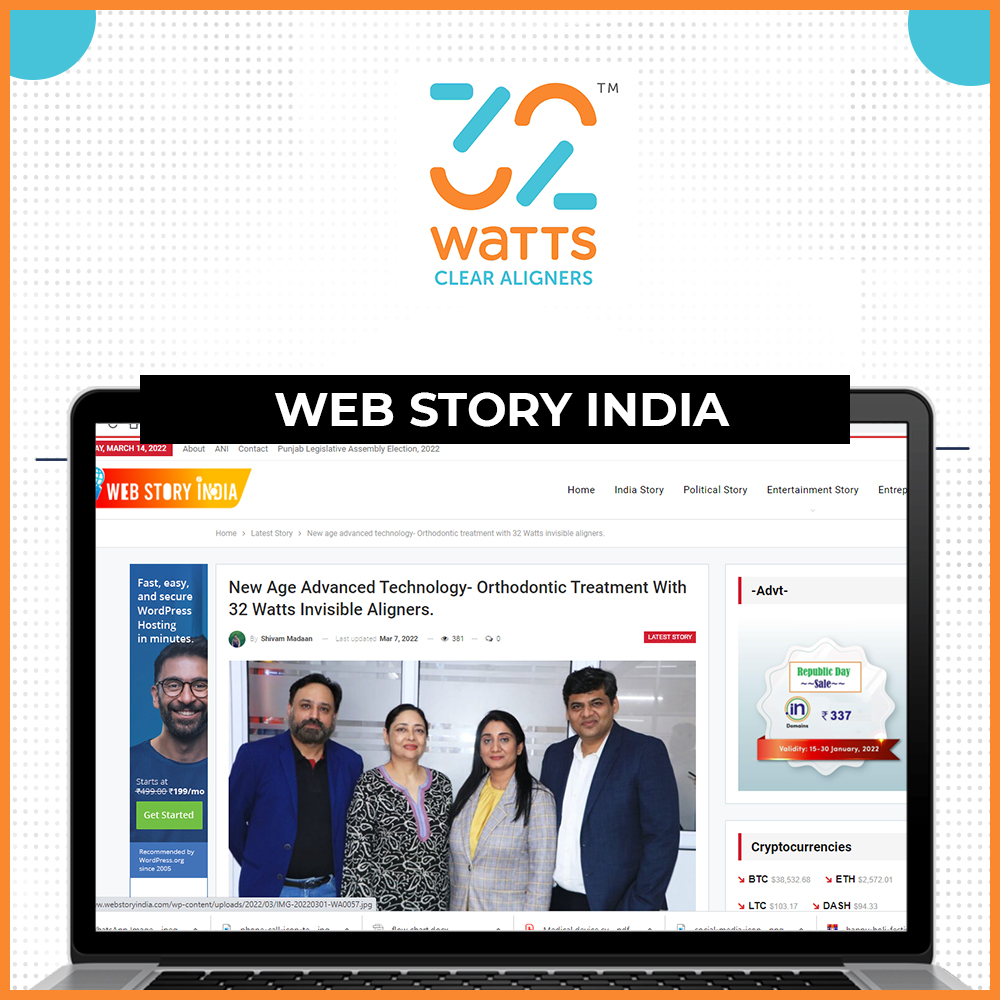 32 TM
WaTTS
CLEAR ALIGNERS
WEB STORY INDIA
AY, MARCH 14, 2022 About ANI Contact Punjab Legislative Assembly Election, 2022
WEB STORY INDIA
Home India Story Political Story Entertainment Story Entrep
Home > Latest Story > New age advanced technology- Orthodontic treatment with 32 Watts invisible aligners.
Fast, easy,
and secure
WordPress
Hosting
in minutes.
Starts at
₹499.00 ₹199/mo
Get Started
Recommended by
WordPress.org
since 2005
New Age Advanced Technology- Orthodontic Treatment With
32 Watts Invisible Aligners.
By Shivam Madaan — Last updated Mar 7, 2022 — 381 — 0
LATEST STORY
-Advt-
Republic Day
~~Sale~~
.in
Domains
₹ 337
Validity: 15-30 January, 2022
Cryptocurrencies
BTC $38,532.68 ETH $2,572.01
LTC $103.17 DASH $94.33
w.webstoryindia.com/wp-content/uploads/2022/03/IMG-20220301-WA0057.jpg